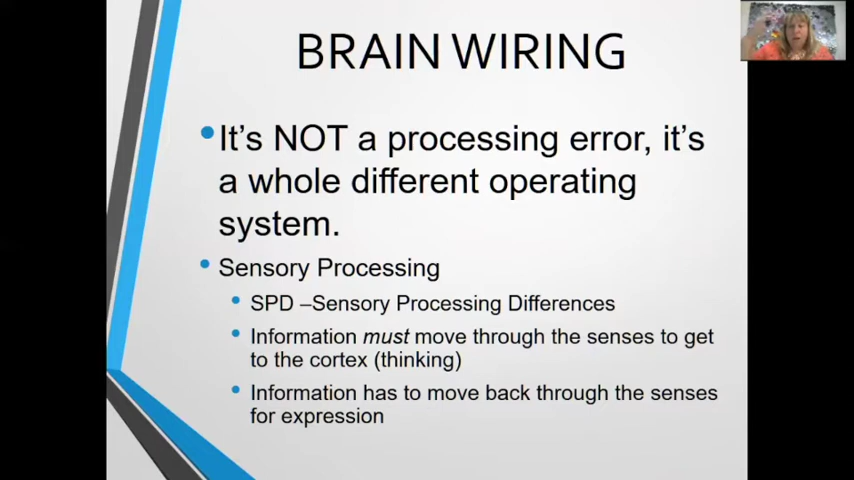 BRAIN WIRING
•It's NOT a processing error, it's
a whole different operating
system.
• Sensory Processing
• SPD –Sensory Processing Differences
• Information must move through the senses to get
to the cortex (thinking)
• Information has to move back through the senses
for expression